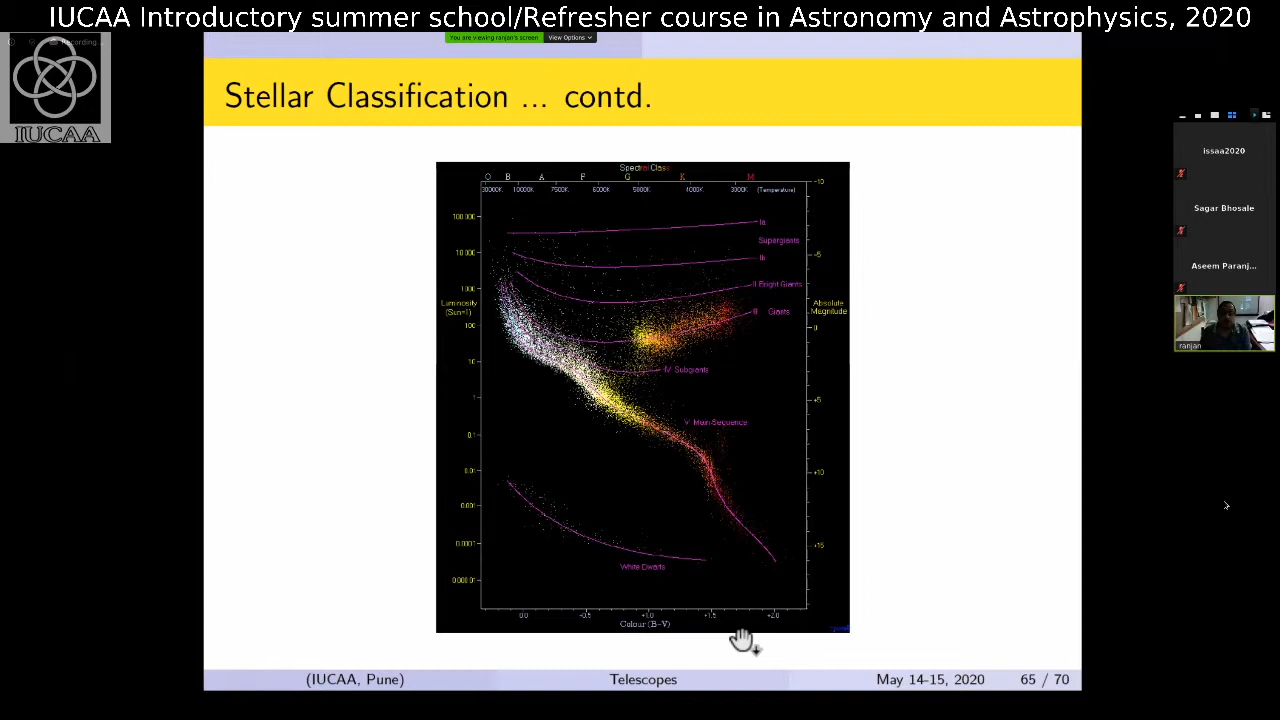 IUCAA Introductory summer school/Refresher course in Astronomy and Astrophysics, 2020
You are viewing ranjan's screen View Options
Recording...
IUCAA
Stellar Classification ... contd.
Spectral Class
O B A F G K M
30000K 10000K 7500K 6000K 5000K 4000K 3000K (Temperature)
-10
100 000
Ia
Supergiants
10 000
-5
Ib
1 000
II Bright Giants
Luminosity
(Sun=1)
Absolute
Magnitude
III Giants
100
0
10
IV Subgiants
1
+5
V Main Sequence
0.1
0.01
+10
0.001
0.0001
+15
White Dwarfs
0.000 01
0.0 +0.5 +1.0 +1.5 +2.0
Colour (B-V)
issaa2020
Sagar Bhosale
Aseem Paranj...
ranjan
(IUCAA, Pune) Telescopes May 14-15, 2020 65 / 70